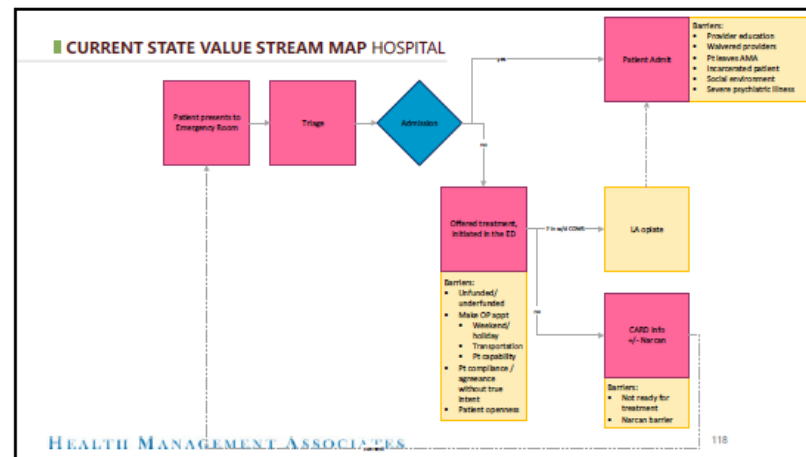 CURRENT STATE VALUE STREAM MAP HOSPITAL
Patient presents to
Emergency Room
Triage
Admission
yes
Patient Admit
Barriers:
• Provider education
• Waivered providers
• Pt leaves AMA
• Incarcerated patient
• Social environment
• Severe psychiatric illness
no
Offered treatment,
initiated in the ED
Barriers:
• Unfunded/
underfunded
• Make OP appt
• Weekend/
holiday
• Transportation
• Pt capability
• Pt compliance /
agreeance
without true
intent
• Patient openness
COWS
LA opiate
no
CARD Info
+/- Narcan
Barriers:
• Not ready for
treatment
• Narcan barrier
HEALTH MANAGEMENT ASSOCIATES
118